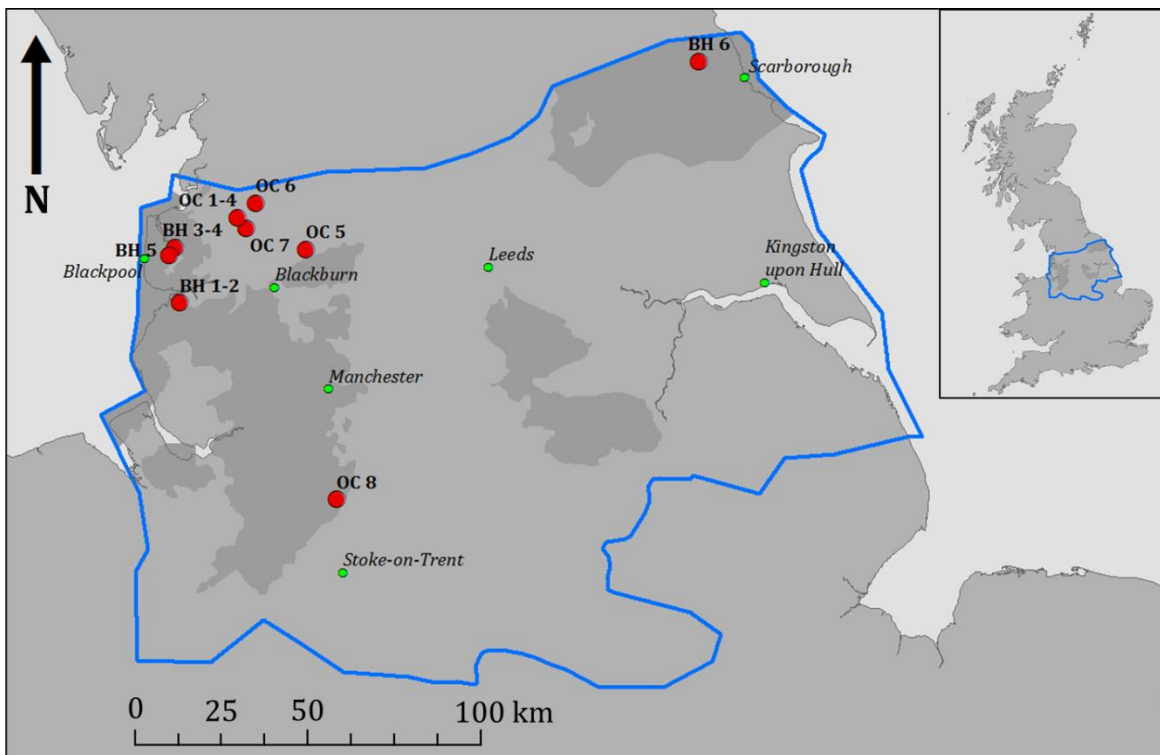 BH 6
Scarborough
N
OC 6
OC 1-4
BH 3-4
OC 7
OC 5
BH 5
Blackpool
Blackburn
Leeds
Kingston
upon Hull
BH 1-2
Manchester
OC 8
Stoke-on-Trent
0 25 50 100 km